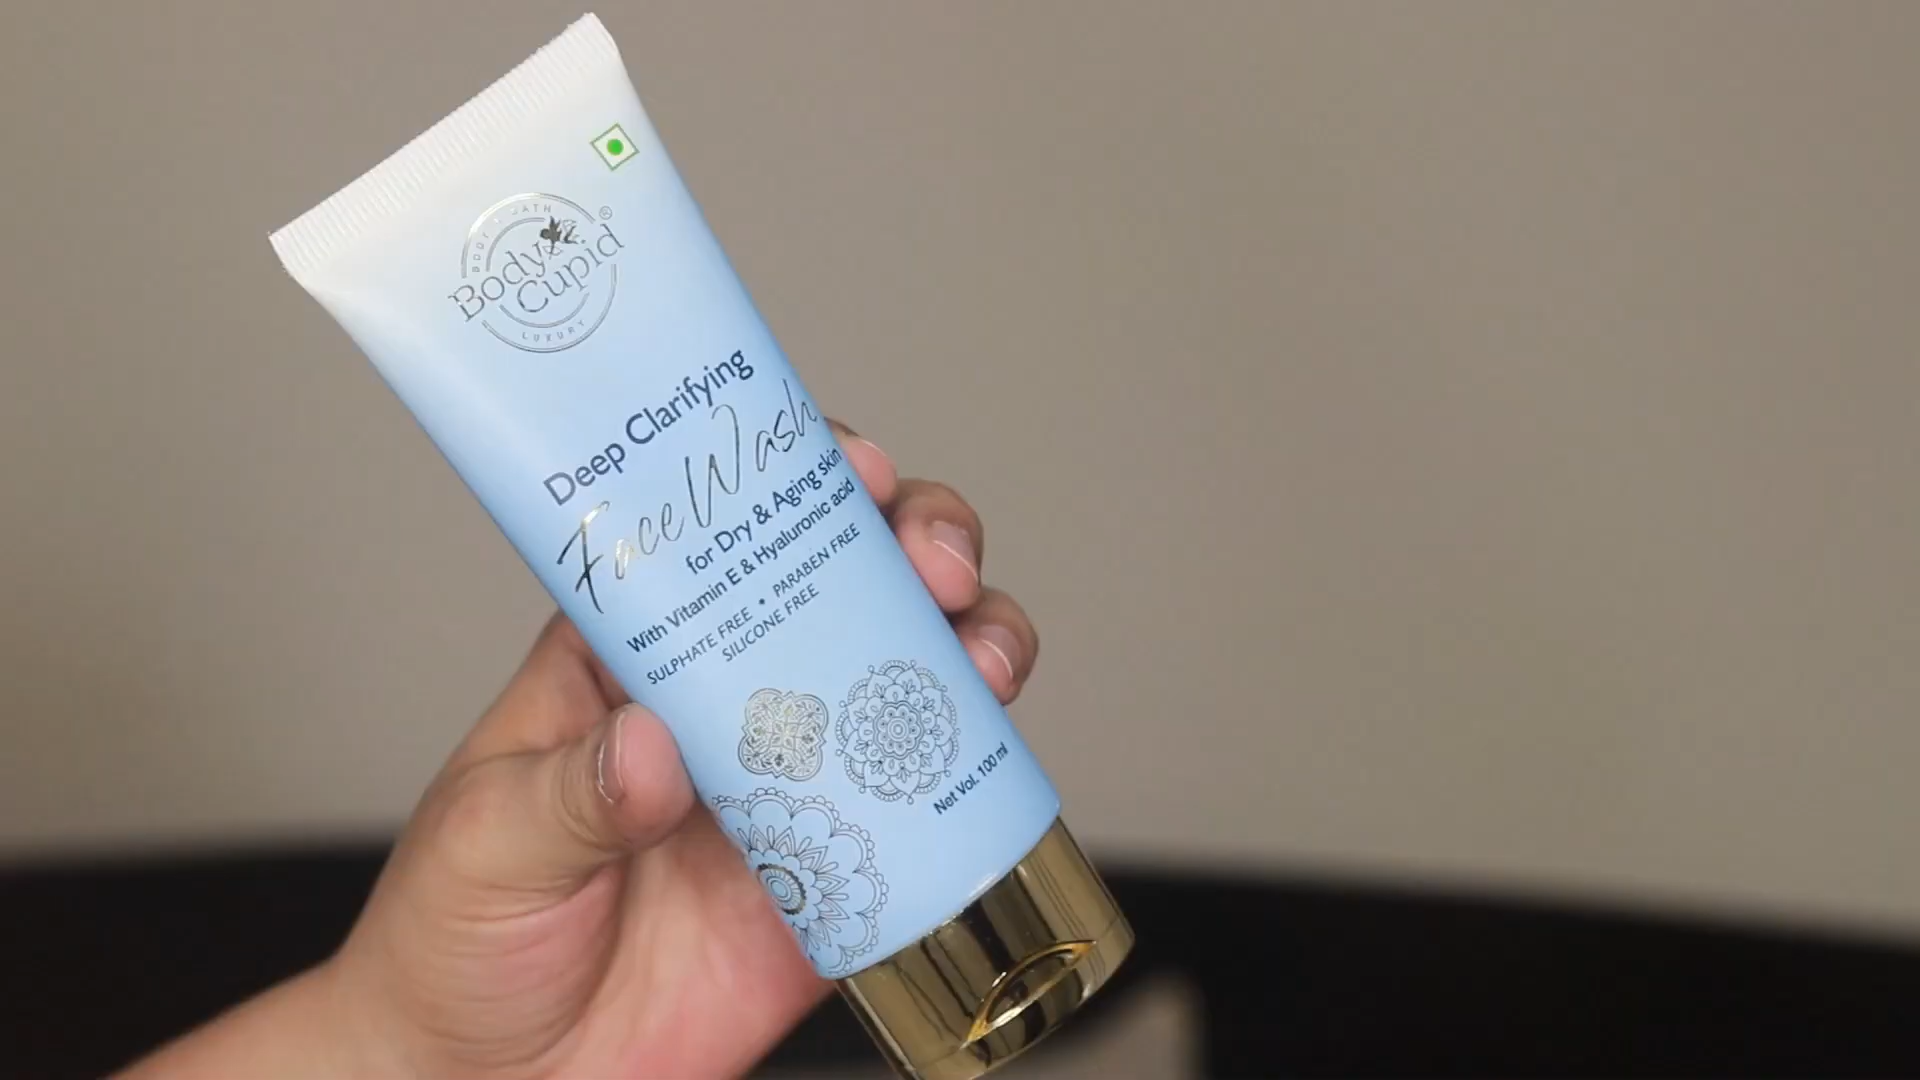 BODY & BATH
Body
Cupid®
LUXURY
Deep Clarifying
Face Wash
for Dry & Aging skin
With Vitamin E & Hyaluronic acid
SULPHATE FREE • PARABEN FREE
SILICONE FREE
Net Vol. 100 ml